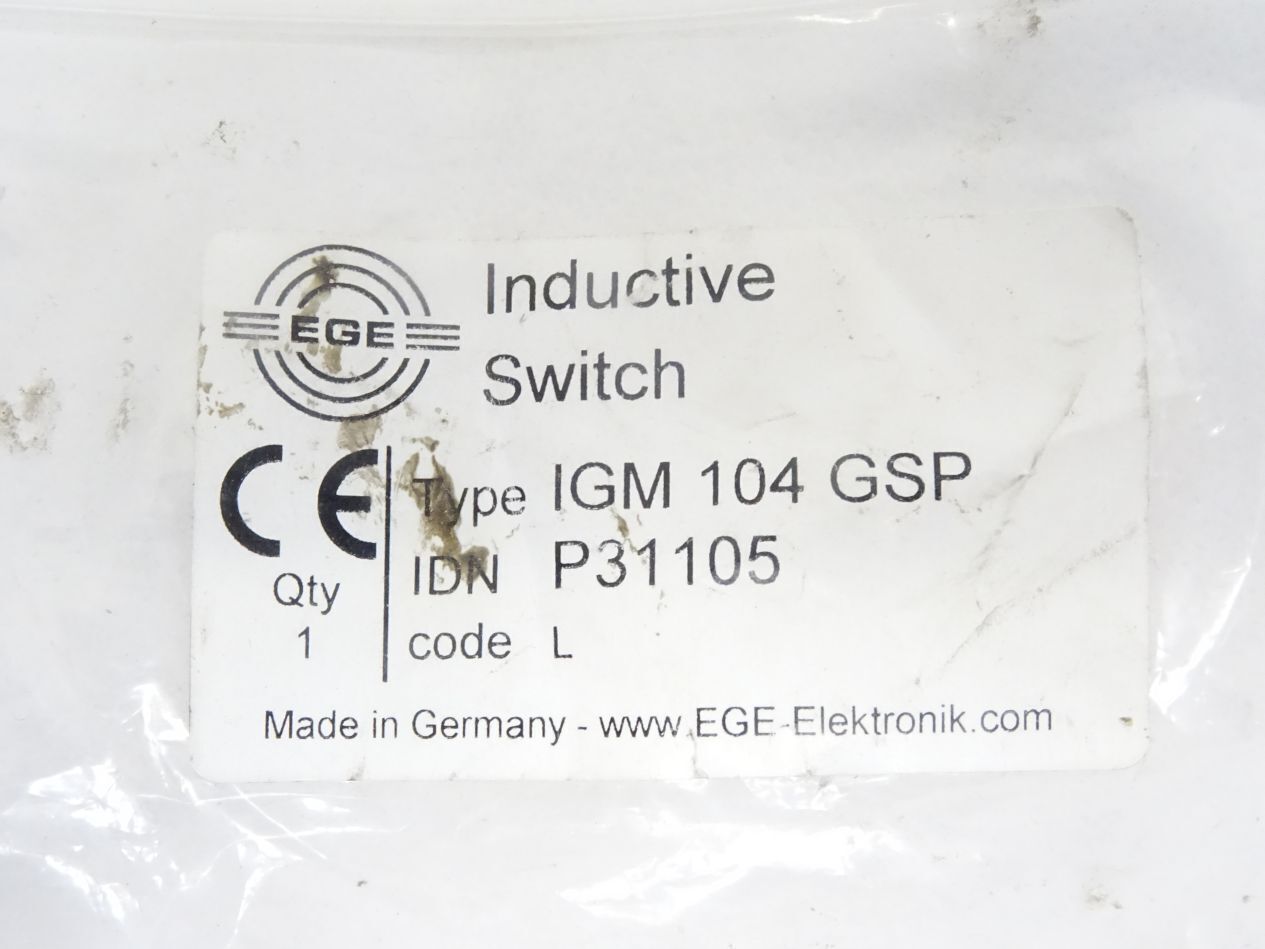 EGE
Inductive
Switch
CE
Type IGM 104 GSP
IDN P31105
Qty
1
code L
Made in Germany - www.EGE-Elektronik.com